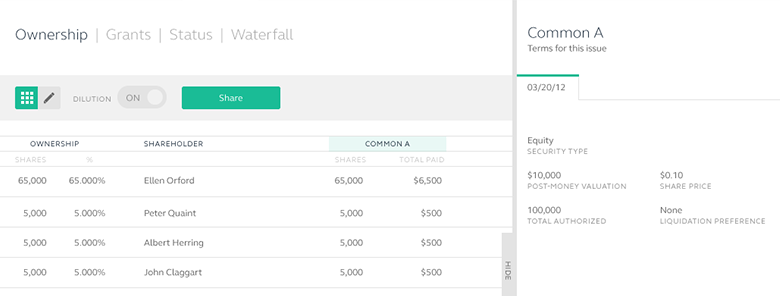 Ownership | Grants | Status | Waterfall
DILUTION ON Share
OWNERSHIP SHAREHOLDER COMMON A
SHARES % SHARES TOTAL PAID
65,000 65.000% Ellen Orford 65,000 $6,500
5,000 5.000% Peter Quaint 5,000 $500
5,000 5.000% Albert Herring 5,000 $500
5,000 5.000% John Claggart 5,000 $500
HIDE
Common A
Terms for this issue
03/20/12
Equity
SECURITY TYPE
$10,000 $0.10
POST-MONEY VALUATION SHARE PRICE
100,000 None
TOTAL AUTHORIZED LIQUIDATION PREFERENCE